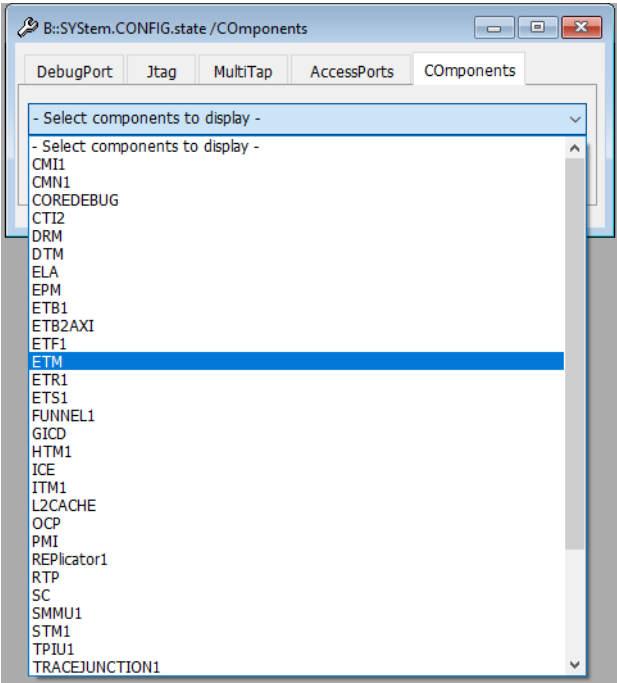 B::SYStem.CONFIG.state /COmponents
DebugPort Jtag MultiTap AccessPorts COmponents
- Select components to display -
- Select components to display -
CMI1
CMN1
COREDEBUG
CTI2
DRM
DTM
ELA
EPM
ETB1
ETB2AXI
ETF1
ETM
ETR1
ETS1
FUNNEL1
GICD
HTM1
ICE
ITM1
L2CACHE
OCP
PMI
REPlicator1
RTP
SC
SMMU1
STM1
TPIU1
TRACEJUNCTION1